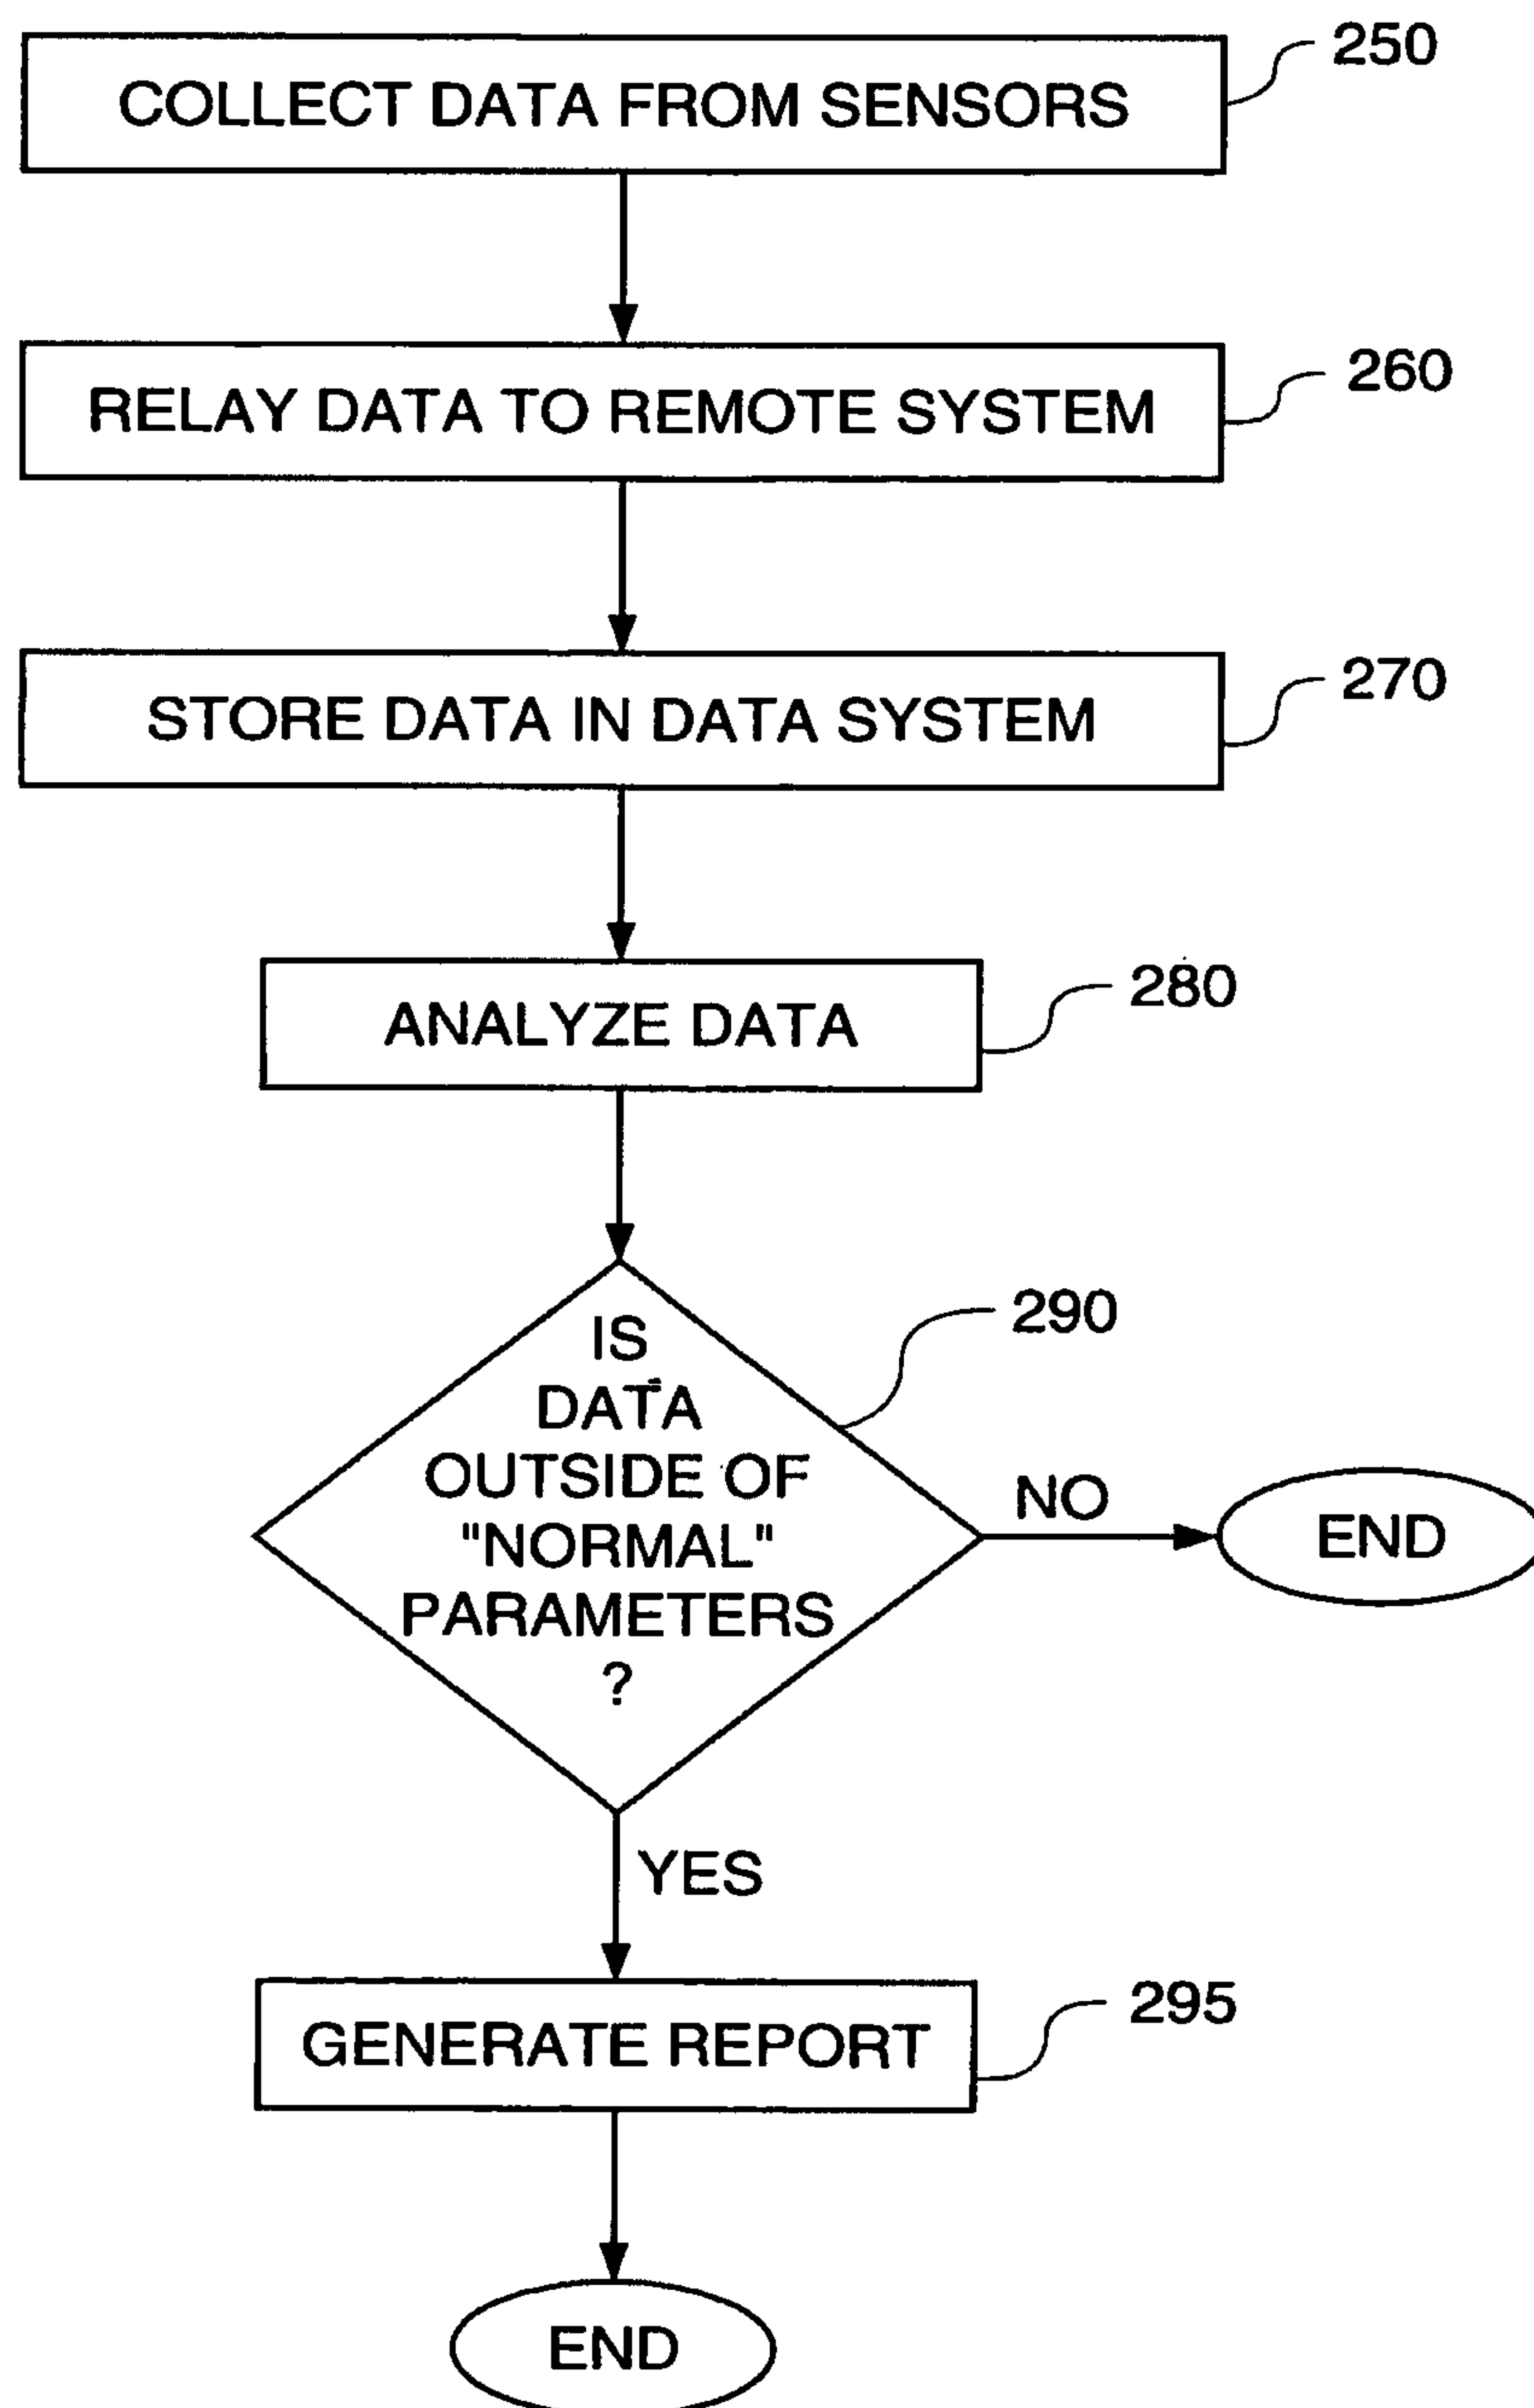 250
COLLECT DATA FROM SENSORS
260
RELAY DATA TO REMOTE SYSTEM
270
STORE DATA IN DATA SYSTEM
280
ANALYZE DATA
290
IS
DATA
OUTSIDE OF
"NORMAL"
PARAMETERS
?
NO
END
YES
295
GENERATE REPORT
END